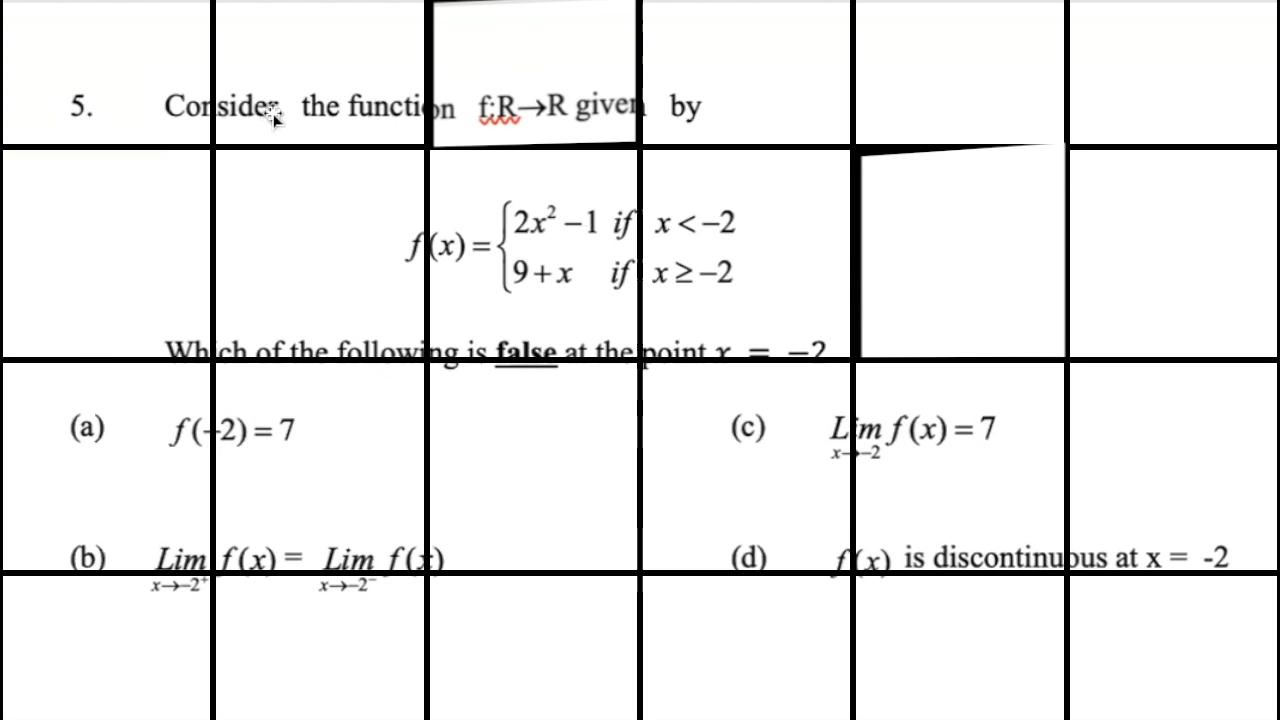 5. Consider the function f:R→R given by
f(x) = { 2x² −1 if x < −2
9 + x if x ≥ −2
Which of the following is false at the point x = −2
(a) f(−2) = 7 (c) Lim f(x) = 7
x→−2
(b) Lim f(x) = Lim f(x) (d) f(x) is discontinuous at x = -2
x→−2⁺ x→−2⁻